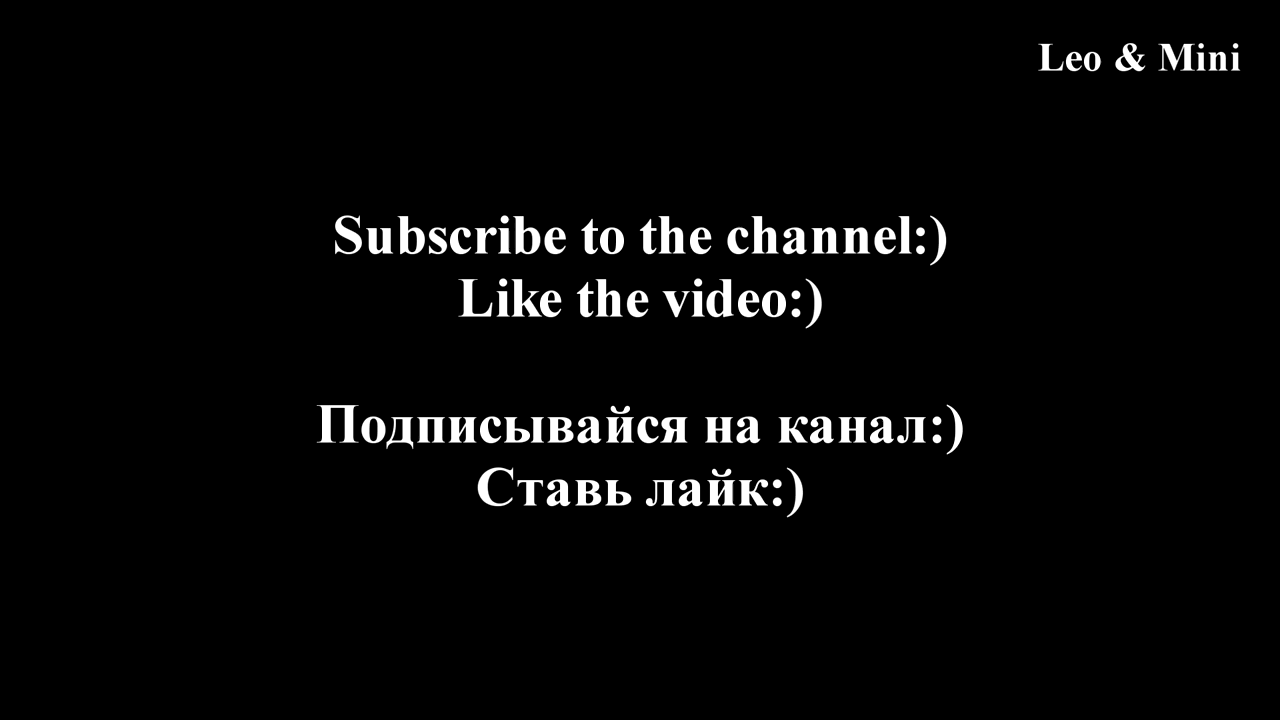 Leo & Mini
Subscribe to the channel:)
Like the video:)
Подписывайся на канал:)
Ставь лайк:)